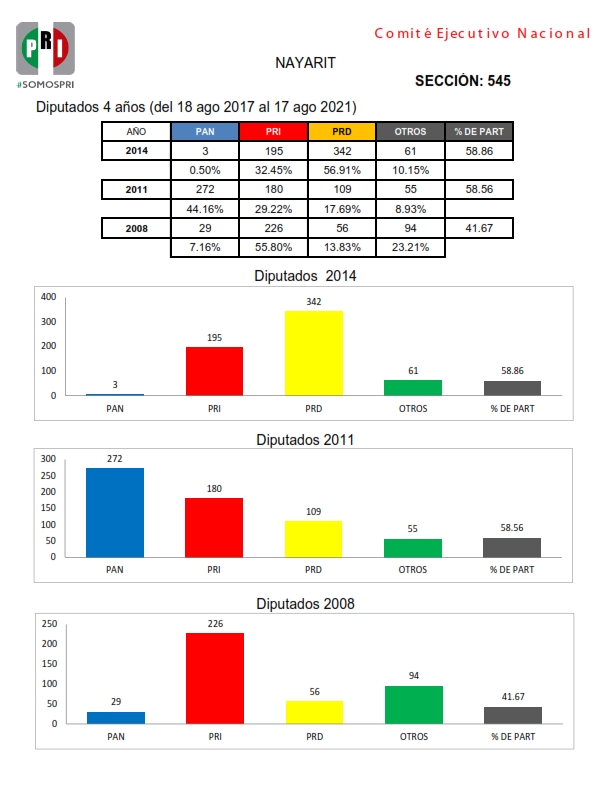 PRI
#SOMOSPRI
Comité Ejecutivo Nacional
NAYARIT
SECCIÓN: 545
Diputados 4 años (del 18 ago 2017 al 17 ago 2021)
AÑO PAN PRI PRD OTROS % DE PART
2014 3 195 342 61 58.86
0.50% 32.45% 56.91% 10.15%
2011 272 180 109 55 58.56
44.16% 29.22% 17.69% 8.93%
2008 29 226 56 94 41.67
7.16% 55.80% 13.83% 23.21%
Diputados 2014
400
300
200
100
0
3 195 342 61 58.86
PAN PRI PRD OTROS % DE PART
Diputados 2011
300
250
200
150
100
50
0
272 180 109 55 58.56
PAN PRI PRD OTROS % DE PART
Diputados 2008
250
200
150
100
50
0
29 226 56 94 41.67
PAN PRI PRD OTROS % DE PART